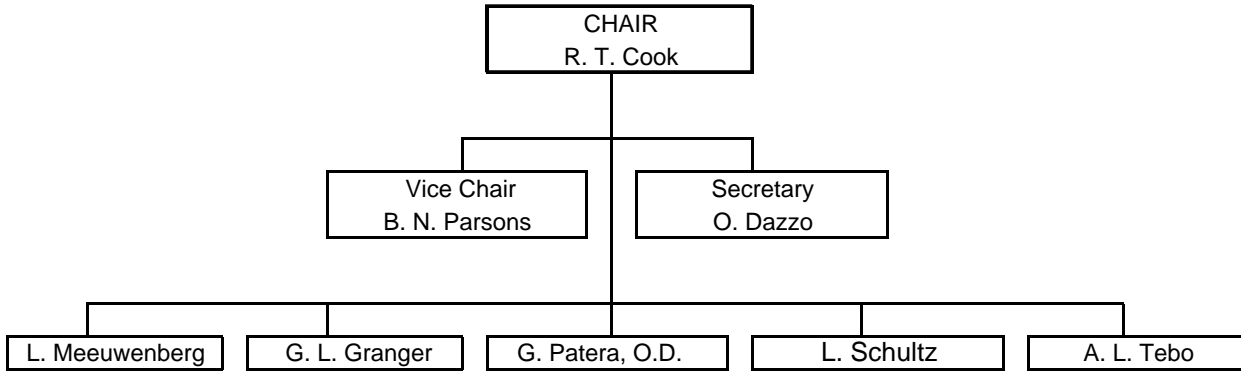 CHAIR
R. T. Cook
Vice Chair
B. N. Parsons
Secretary
O. Dazzo
L. Meeuwenberg
G. L. Granger
G. Patera, O.D.
L. Schultz
A. L. Tebo